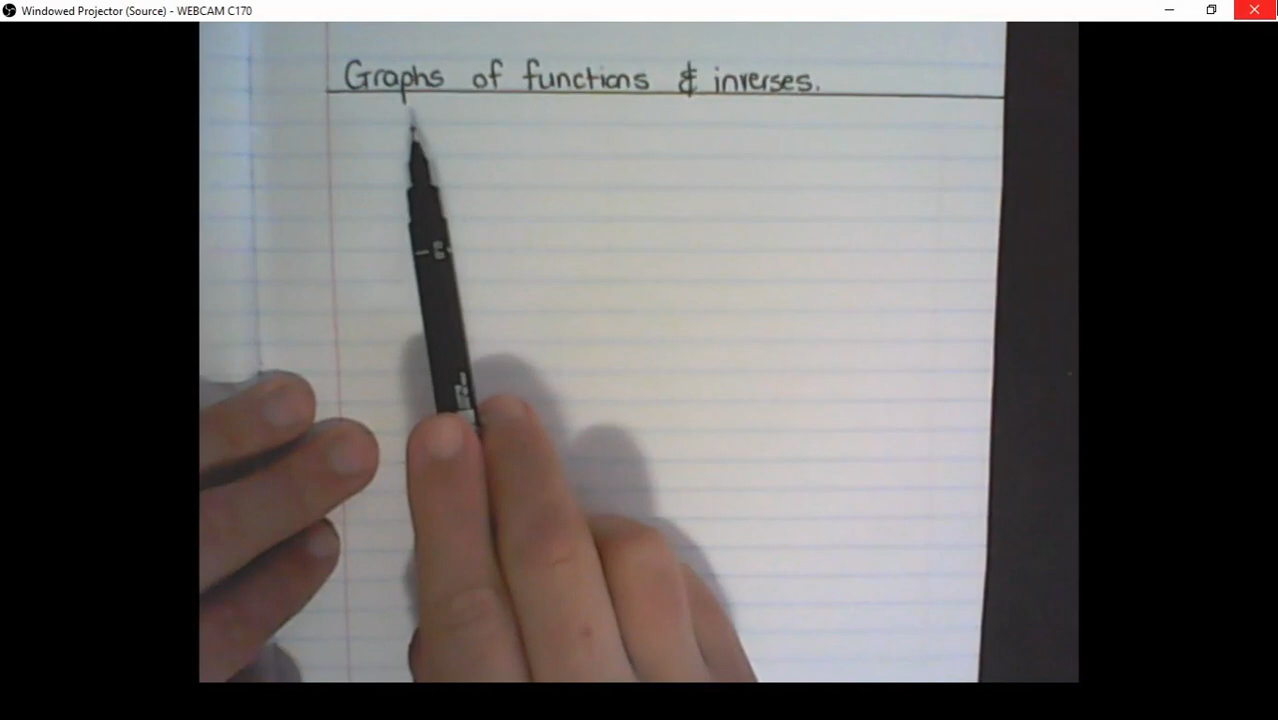 Windowed Projector (Source) - WEBCAM C170
Graphs of functions & inverses.